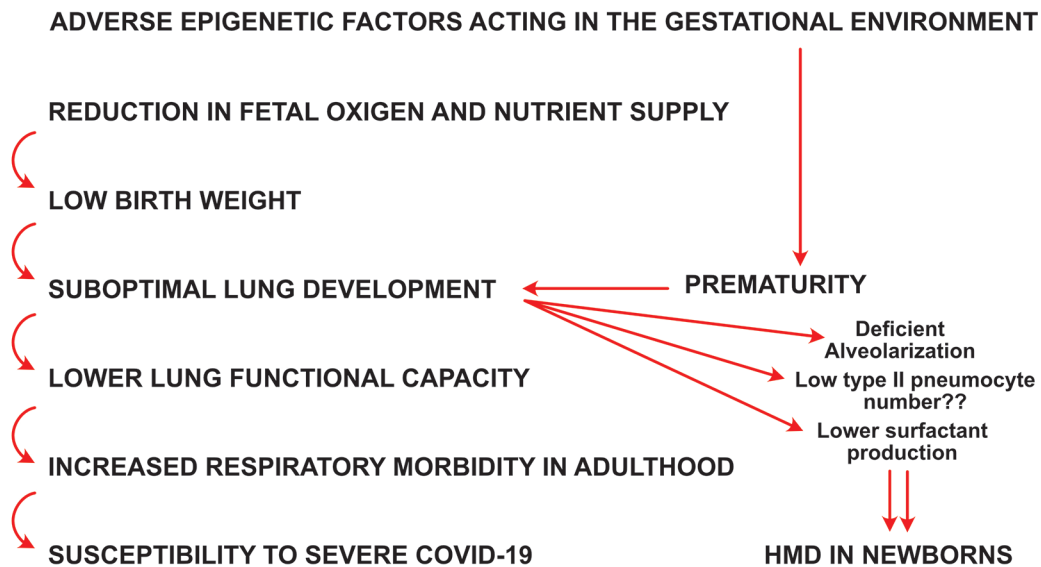 ADVERSE EPIGENETIC FACTORS ACTING IN THE GESTATIONAL ENVIRONMENT
REDUCTION IN FETAL OXIGEN AND NUTRIENT SUPPLY
LOW BIRTH WEIGHT
SUBOPTIMAL LUNG DEVELOPMENT
LOWER LUNG FUNCTIONAL CAPACITY
INCREASED RESPIRATORY MORBIDITY IN ADULTHOOD
SUSCEPTIBILITY TO SEVERE COVID-19
PREMATURITY
Deficient
Alveolarization
Low type II pneumocyte
number??
Lower surfactant
production
HMD IN NEWBORNS